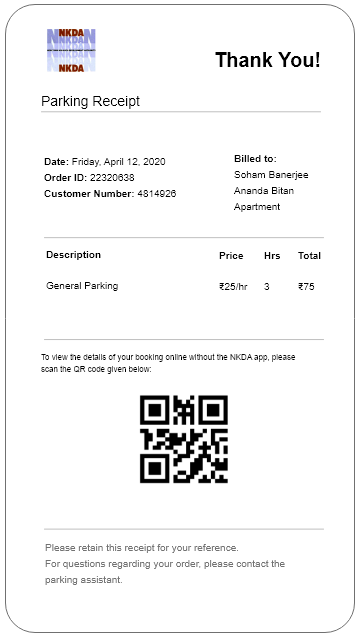 NKDA
NKDA
Thank You!
Parking Receipt
Date: Friday, April 12, 2020
Order ID: 22320638
Customer Number: 4814926
Billed to:
Soham Banerjee
Ananda Bitan
Apartment
Description Price Hrs Total
General Parking ₹25/hr 3 ₹75
To view the details of your booking online without the NKDA app, please
scan the QR code given below:
Please retain this receipt for your reference.
For questions regarding your order, please contact the
parking assistant.